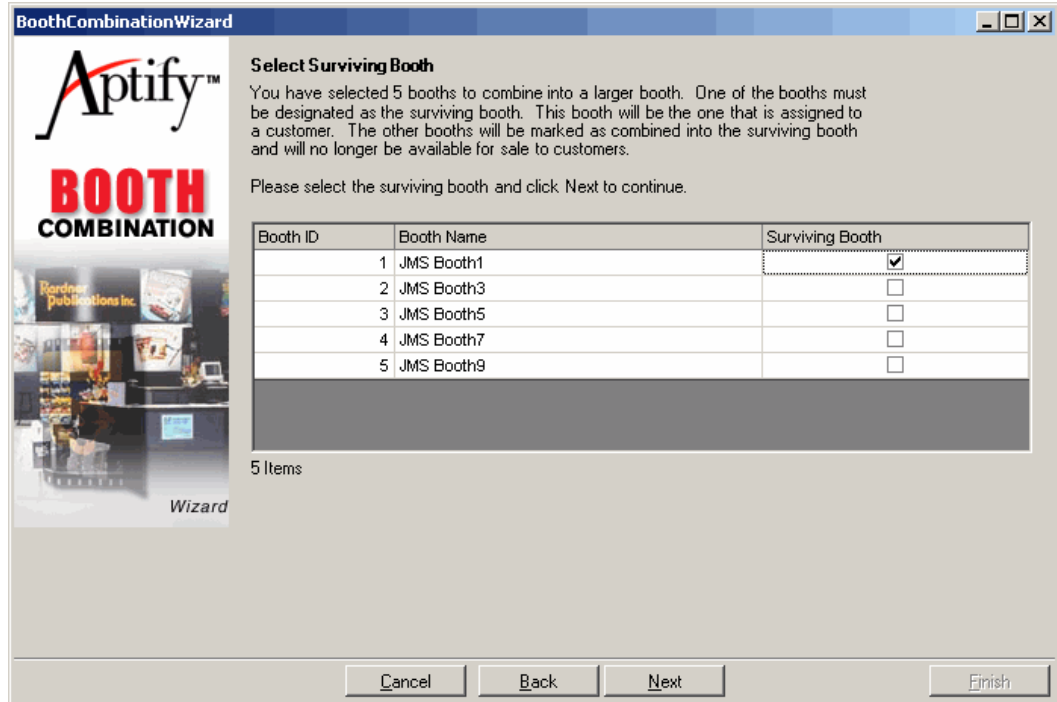 BoothCombinationWizard
Aptify™
BOOTH
COMBINATION
Wizard
Select Surviving Booth
You have selected 5 booths to combine into a larger booth. One of the booths must
be designated as the surviving booth. This booth will be the one that is assigned to
a customer. The other booths will be marked as combined into the surviving booth
and will no longer be available for sale to customers.
Please select the surviving booth and click Next to continue.
Booth ID Booth Name Surviving Booth
1 JMS Booth1
2 JMS Booth3
3 JMS Booth5
4 JMS Booth7
5 JMS Booth9
5 Items
Cancel Back Next Finish